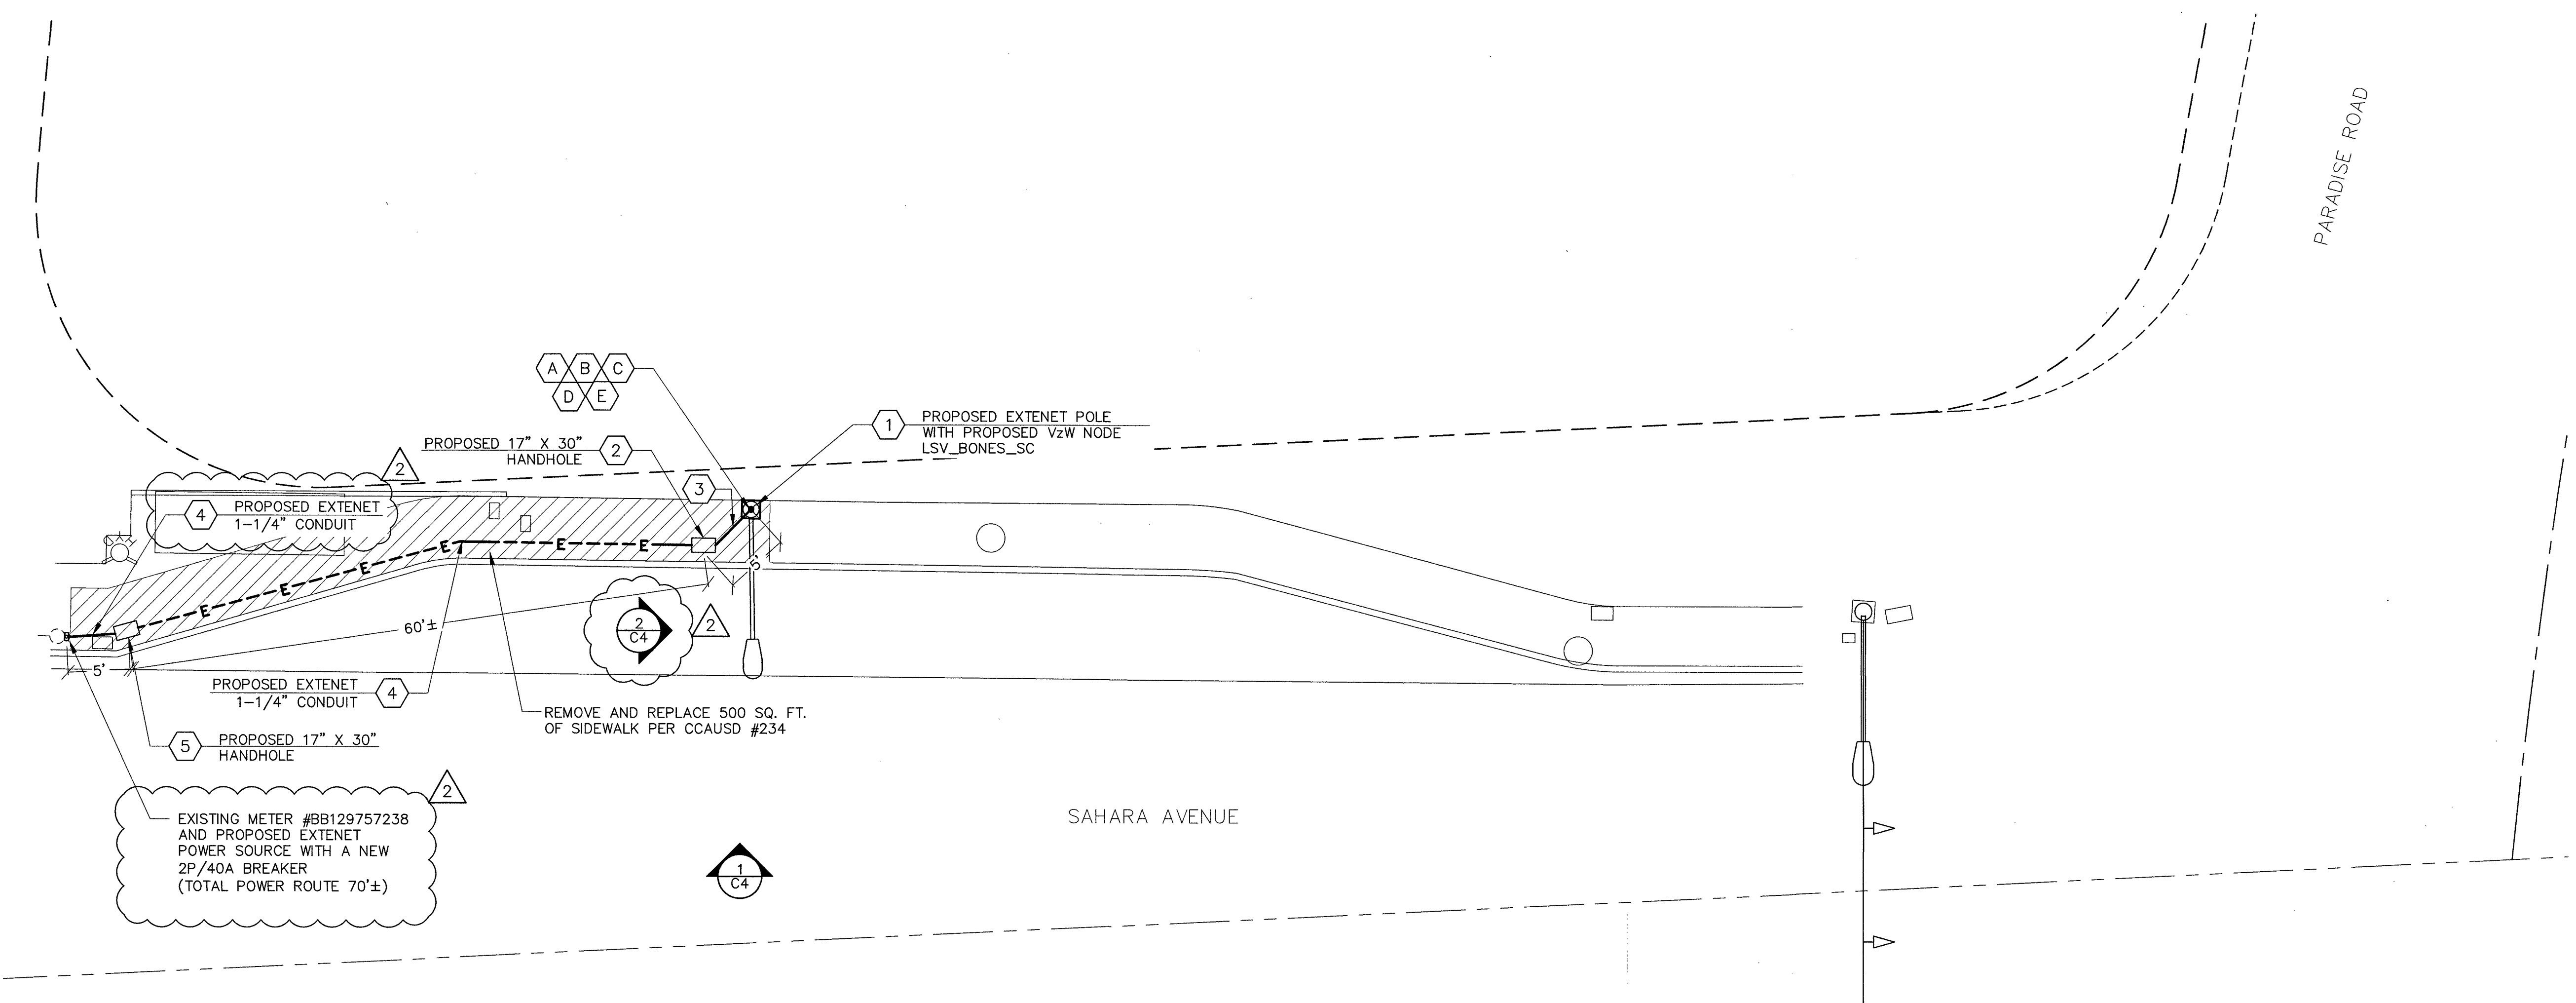 PARADISE ROAD
A B C
D E
1
PROPOSED EXTENET POLE
WITH PROPOSED VzW NODE
LSV_BONES_SC
PROPOSED 17" X 30"
HANDHOLE
2
3
2
4
PROPOSED EXTENET
1-1/4" CONDUIT
E E E
E E E
5'
60'±
2
C4
2
5'
PROPOSED EXTENET
1-1/4" CONDUIT
4
REMOVE AND REPLACE 500 SQ. FT.
OF SIDEWALK PER CCAUSD #234
5
PROPOSED 17" X 30"
HANDHOLE
2
EXISTING METER #BB129757238
AND PROPOSED EXTENET
POWER SOURCE WITH A NEW
2P/40A BREAKER
(TOTAL POWER ROUTE 70'±)
SAHARA AVENUE
1
C4